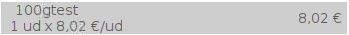 100gtest
8,02 €
1 ud x 8,02 €/ud